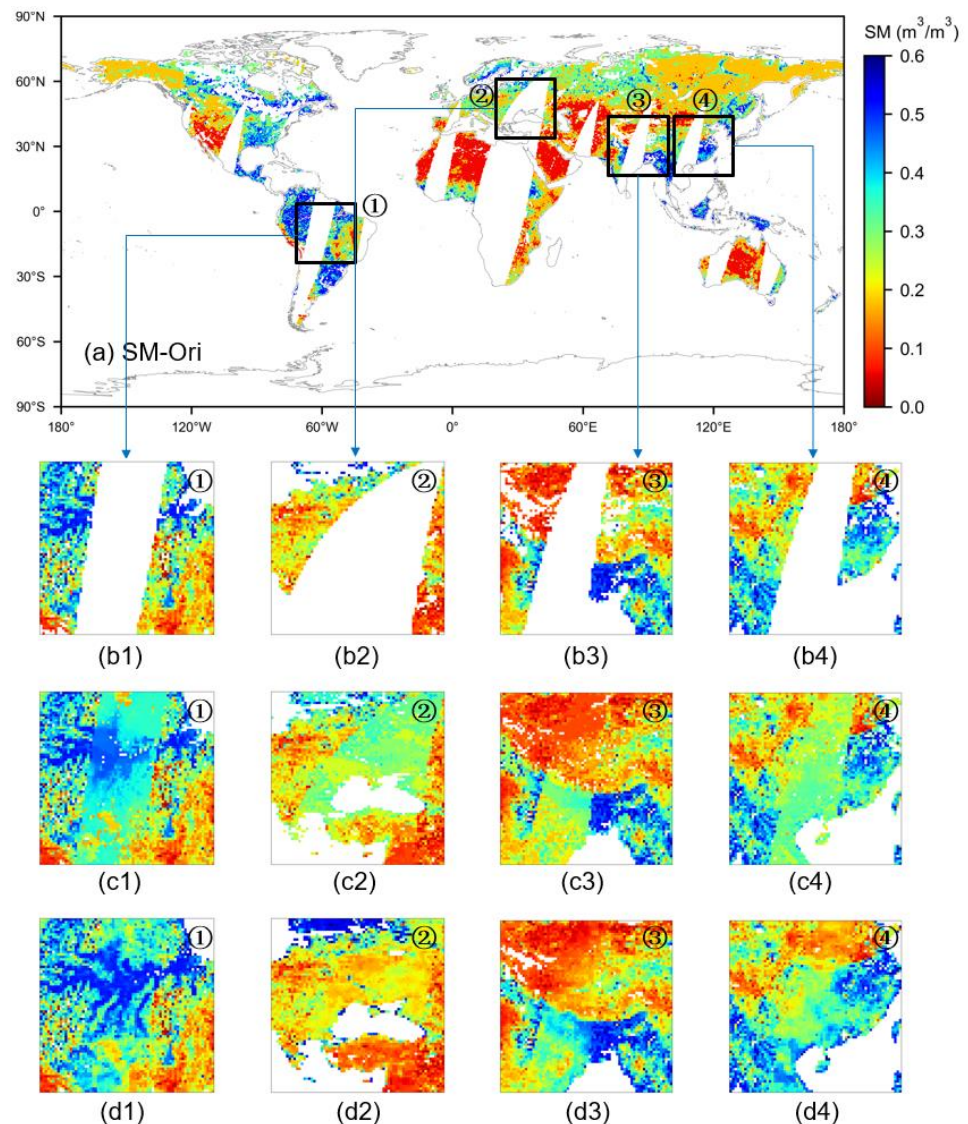 90°N
60°N
30°N
0°
30°S
60°S
90°S
180°
120°W
60°W
0°
60°E
120°E
180°
SM (m³/m³)
0.6
0.5
0.4
0.3
0.2
0.1
0.0
①
②
③
④
(a) SM-Ori
① ② ③ ④
(b1) (b2) (b3) (b4)
① ② ③ ④
(c1) (c2) (c3) (c4)
① ② ③ ④
(d1) (d2) (d3) (d4)